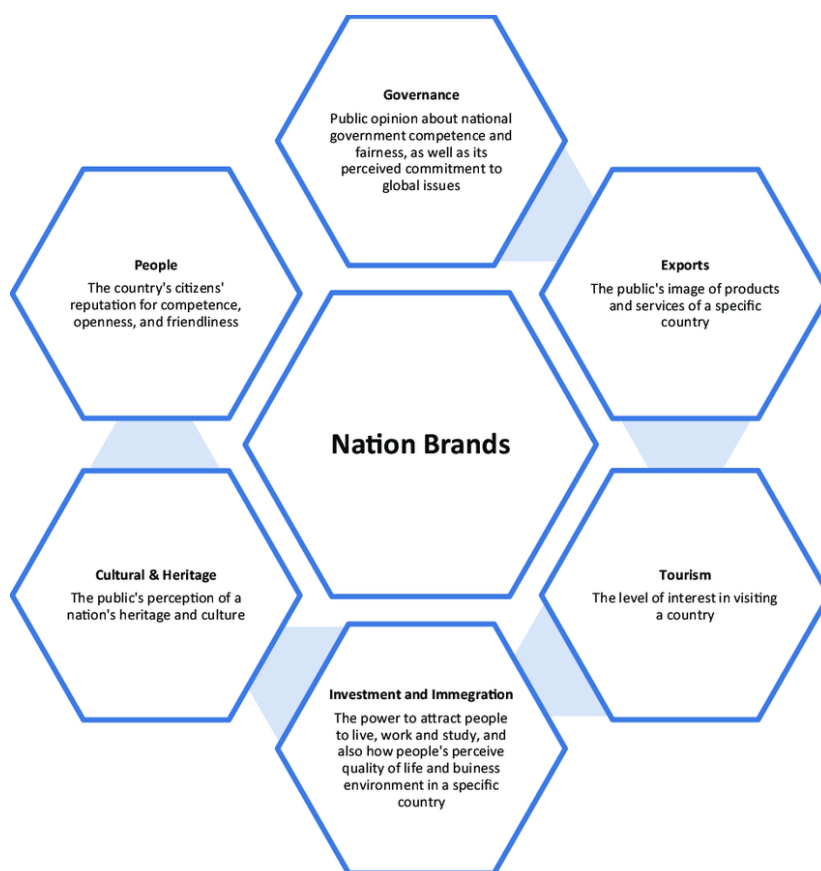 Governance
Public opinion about national
government competence and
fairness, as well as its
perceived commitment to
global issues
People
The country's citizens'
reputation for competence,
openness, and friendliness
Exports
The public's image of products
and services of a specific
country
Nation Brands
Cultural & Heritage
The public's perception of a
nation's heritage and culture
Tourism
The level of interest in visiting
a country
Investment and Immegration
The power to attract people
to live, work and study, and
also how people's perceive
quality of life and buiness
environment in a specific
country